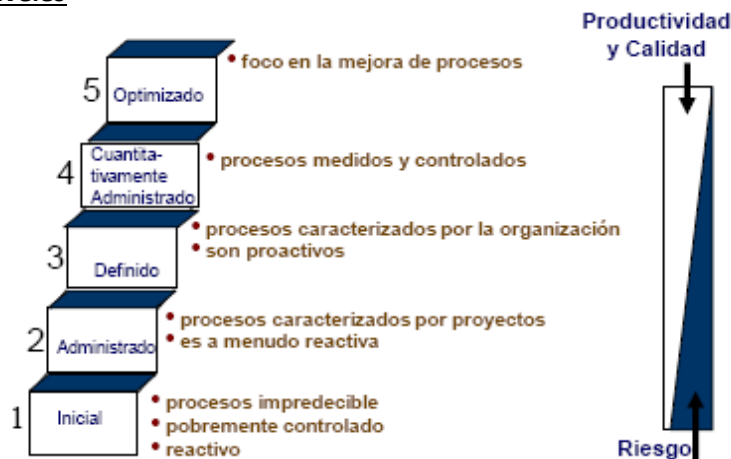 Productividad
y Calidad
5
Optimizado
• foco en la mejora de procesos
4
Cuantita-
tivamente
Administrado
• procesos medidos y controlados
3
Definido
• procesos caracterizados por la organización
• son proactivos
2
Administrado
• procesos caracterizados por proyectos
• es a menudo reactiva
1
Inicial
• procesos impredecible
• pobremente controlado
• reactivo
Riesgo